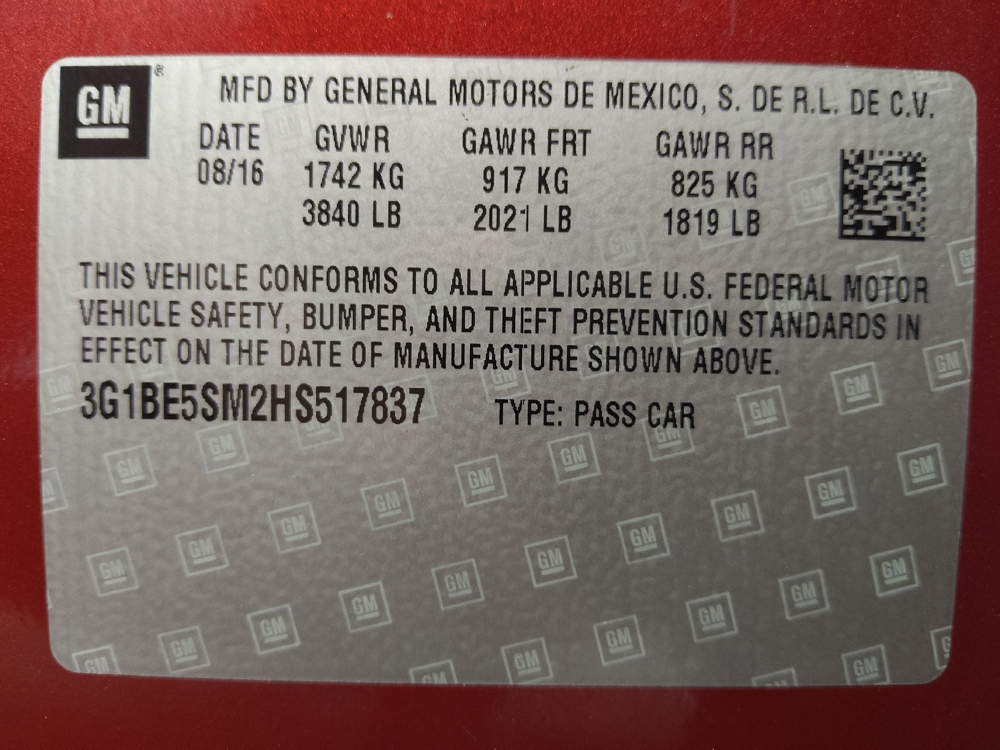 GM ®
MFD BY GENERAL MOTORS DE MEXICO, S. DE R.L. DE C.V.
DATE GVWR GAWR FRT GAWR RR
08/16 1742 KG 917 KG 825 KG
3840 LB 2021 LB 1819 LB
THIS VEHICLE CONFORMS TO ALL APPLICABLE U.S. FEDERAL MOTOR
VEHICLE SAFETY, BUMPER, AND THEFT PREVENTION STANDARDS IN
EFFECT ON THE DATE OF MANUFACTURE SHOWN ABOVE.
3G1BE5SM2HS517837 TYPE: PASS CAR